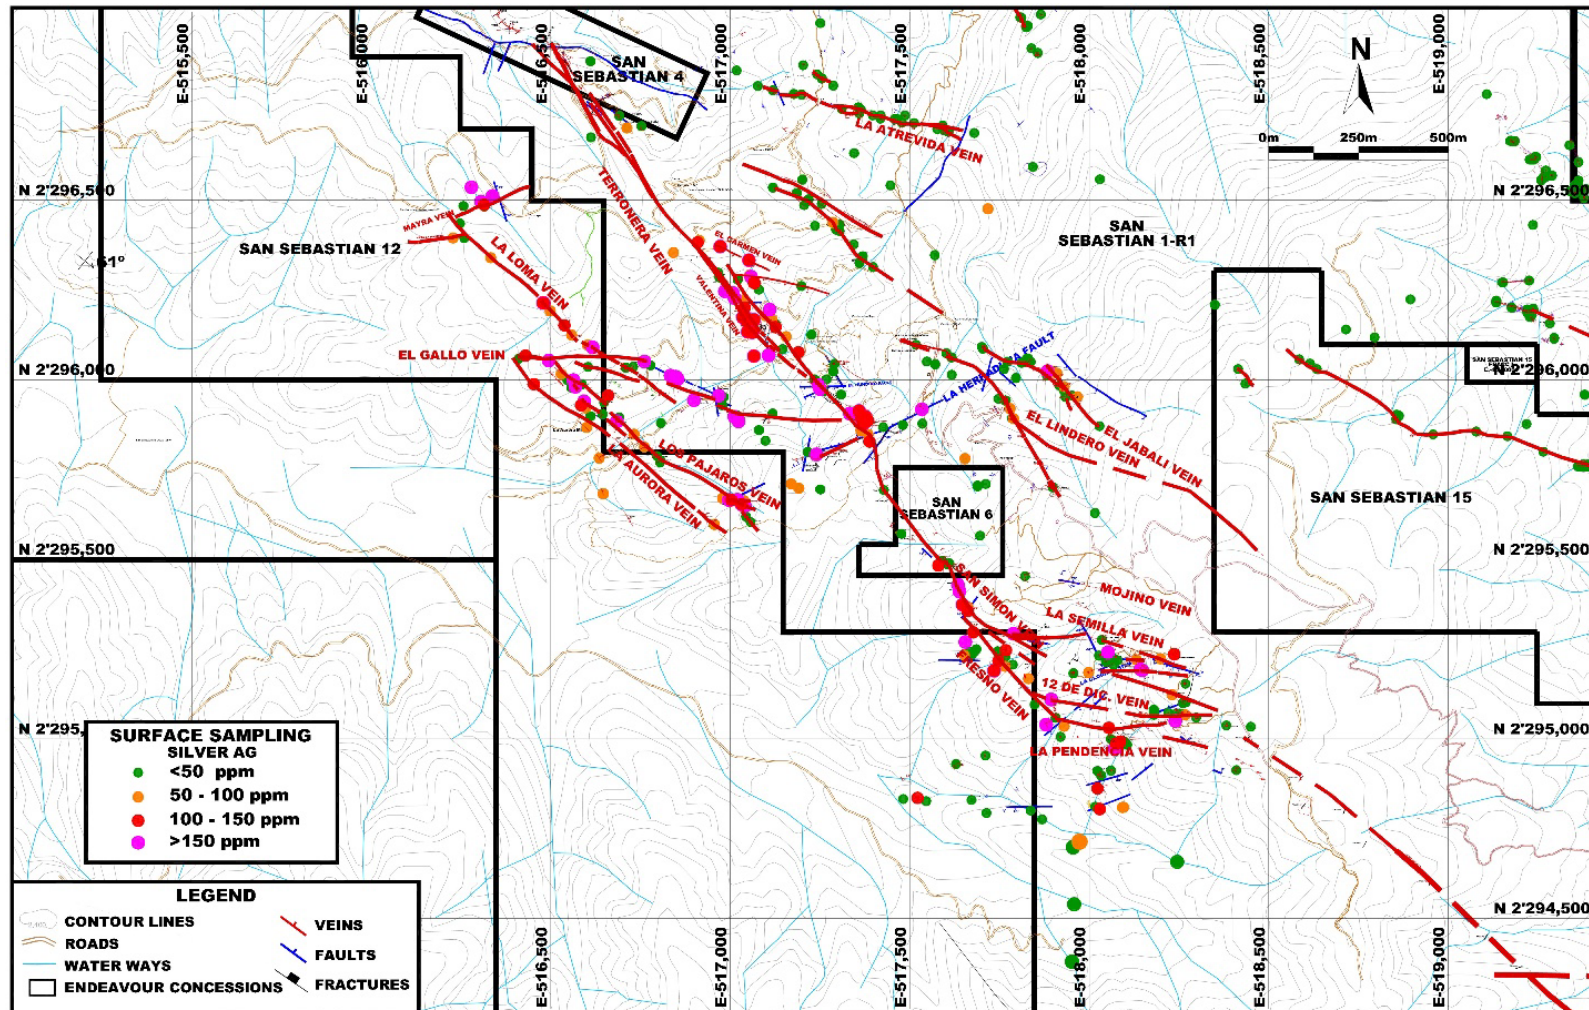 E-515,500
E-516,000
E-516,500
E-517,000
E-517,500
E-518,000
E-518,500
E-519,000
SAN
SEBASTIAN 4
N
0m 250m 500m
LA ATREVIDA VEIN
N 2'296,500
N 2'296,500
TERRONERA VEIN
MAYRA VEIN
SAN SEBASTIAN 12
LA LOMA VEIN
EL CARMEN VEIN
VALENTINA VEIN
SAN
SEBASTIAN 1-R1
61°
EL GALLO VEIN
N 2'296,000
N 2'296,000
SAN SEBASTIAN 15
LA HERRADURA FAULT
EL LINDERO VEIN
EL JABALI VEIN
LOS PAJAROS VEIN
LA AURORA VEIN
SAN
SEBASTIAN 6
SAN SEBASTIAN 15
N 2'295,500
N 2'295,500
SAN SIMON
MOJINO VEIN
LA SEMILLA VEIN
FRESNO VEIN
12 DE DIC. VEIN
LA PENDENCIA VEIN
N 2'295,
N 2'295,000
SURFACE SAMPLING
SILVER AG
<50 ppm
50 - 100 ppm
100 - 150 ppm
>150 ppm
N 2'294,500
LEGEND
CONTOUR LINES
ROADS
WATER WAYS
ENDEAVOUR CONCESSIONS
VEINS
FAULTS
FRACTURES
E-516,500
E-517,000
E-517,500
E-518,000
E-518,500
E-519,000